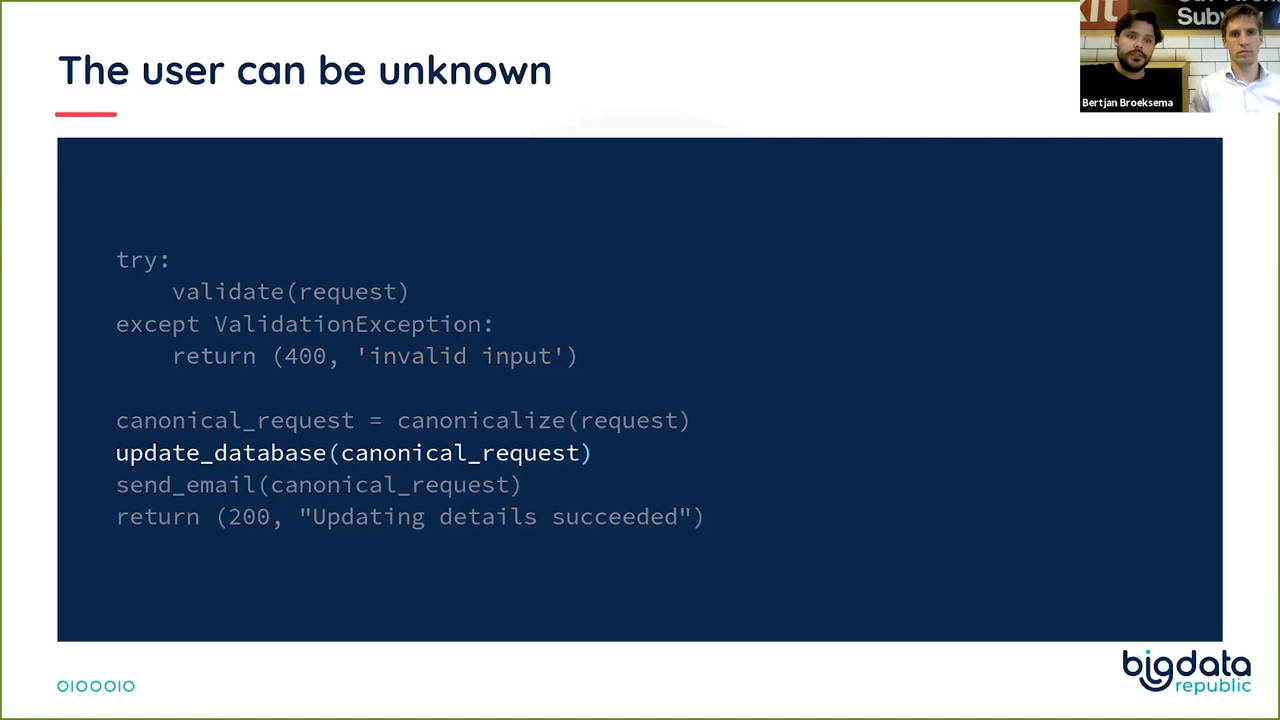 The user can be unknown
Bertjan Broeksema
try:
validate(request)
except ValidationException:
return (400, 'invalid input')
canonical_request = canonicalize(request)
update_database(canonical_request)
send_email(canonical_request)
return (200, "Updating details succeeded")
0100010
bigdata
republic